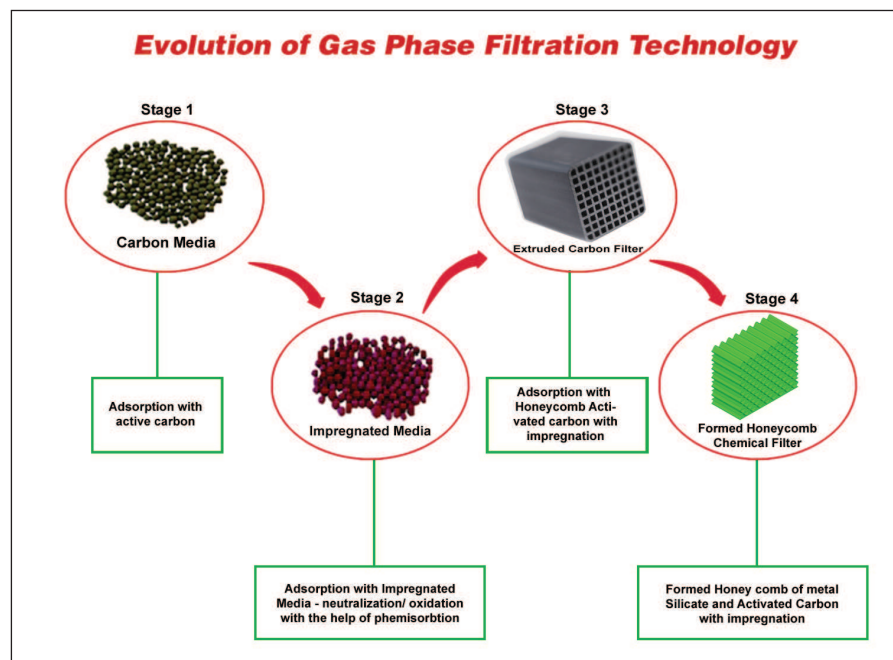 Evolution of Gas Phase Filtration Technology
Stage 1
Carbon Media
Adsorption with
active carbon
Stage 2
Impregnated Media
Adsorption with Impregnated
Media - neutralization/ oxidation
with the help of phemisorbtion
Stage 3
Extruded Carbon Filter
Adsorption with
Honeycomb Acti-
vated carbon with
impregnation
Stage 4
Formed Honeycomb
Chemical Filter
Formed Honey comb of metal
Silicate and Activated Carbon
with impregnation